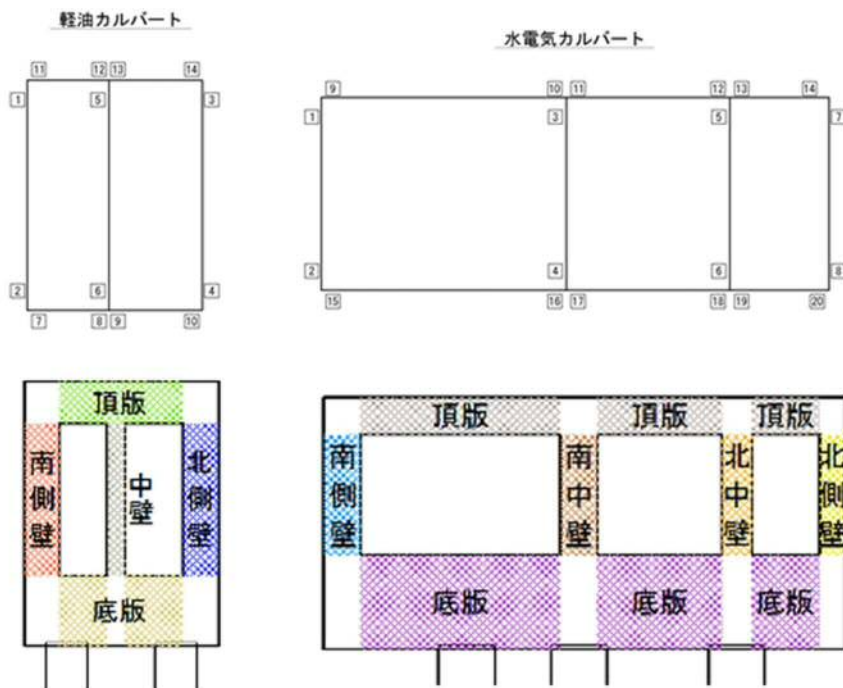 軽油カルバート
11 12 13 14
1 5 3
2 6 4
7 8 9 10
水電気カルバート
9 10 11 12 13 14
1 3 5 7
2 4 6 8
15 16 17 18 19 20
頂版
南側壁
中壁
北側壁
底版
頂版 頂版 頂版
南側壁
南中壁
北中壁
北側壁
底版 底版 底版